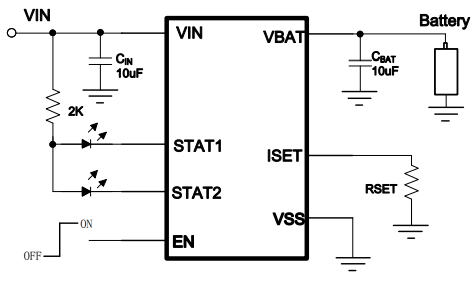 VIN
Battery
VIN
VBAT
CIN
10uF
CBAT
10uF
2K
STAT1
ISET
STAT2
RSET
VSS
ON
EN
OFF